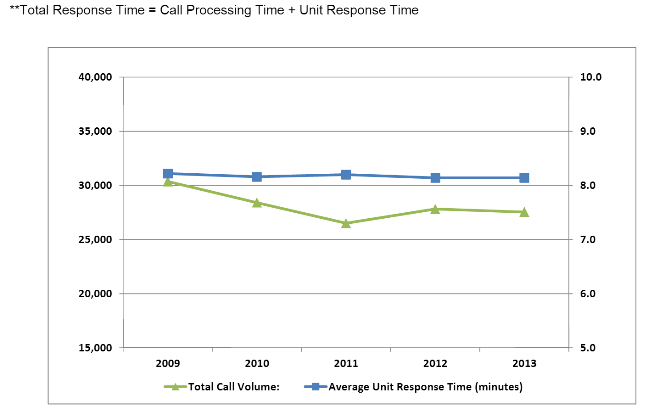 **Total Response Time = Call Processing Time + Unit Response Time
40,000 10.0
35,000 9.0
30,000 8.0
25,000 7.0
20,000 6.0
15,000 5.0
2009 2010 2011 2012 2013
Total Call Volume: Average Unit Response Time (minutes)